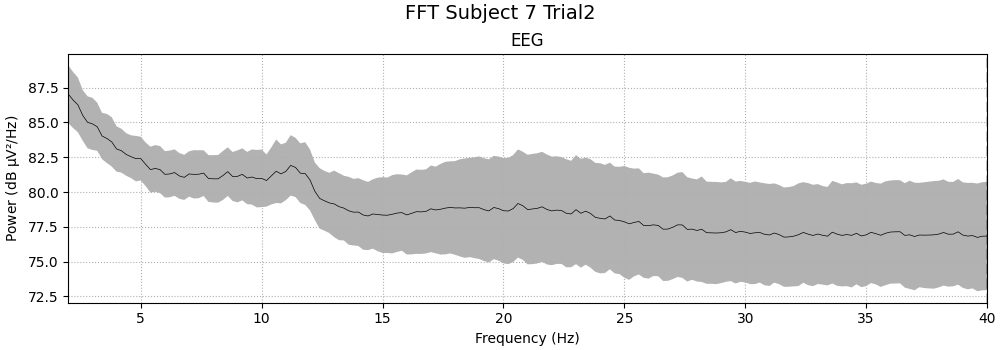 FFT Subject 7 Trial2
EEG
Power (dB µV²/Hz)
87.5
85.0
82.5
80.0
77.5
75.0
72.5
5 10 15 20 25 30 35 40
Frequency (Hz)